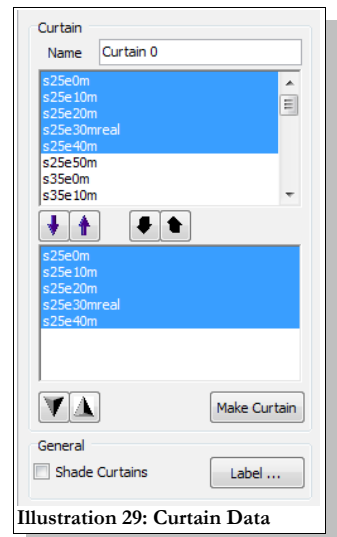 Curtain
Name Curtain 0
s25e0m
s25e10m
s25e20m
s25e30mreal
s25e40m
s25e50m
s35e0m
s35e10m
s25e0m
s25e10m
s25e20m
s25e30mreal
s25e40m
Make Curtain
General
Shade Curtains Label ...
Illustration 29: Curtain Data